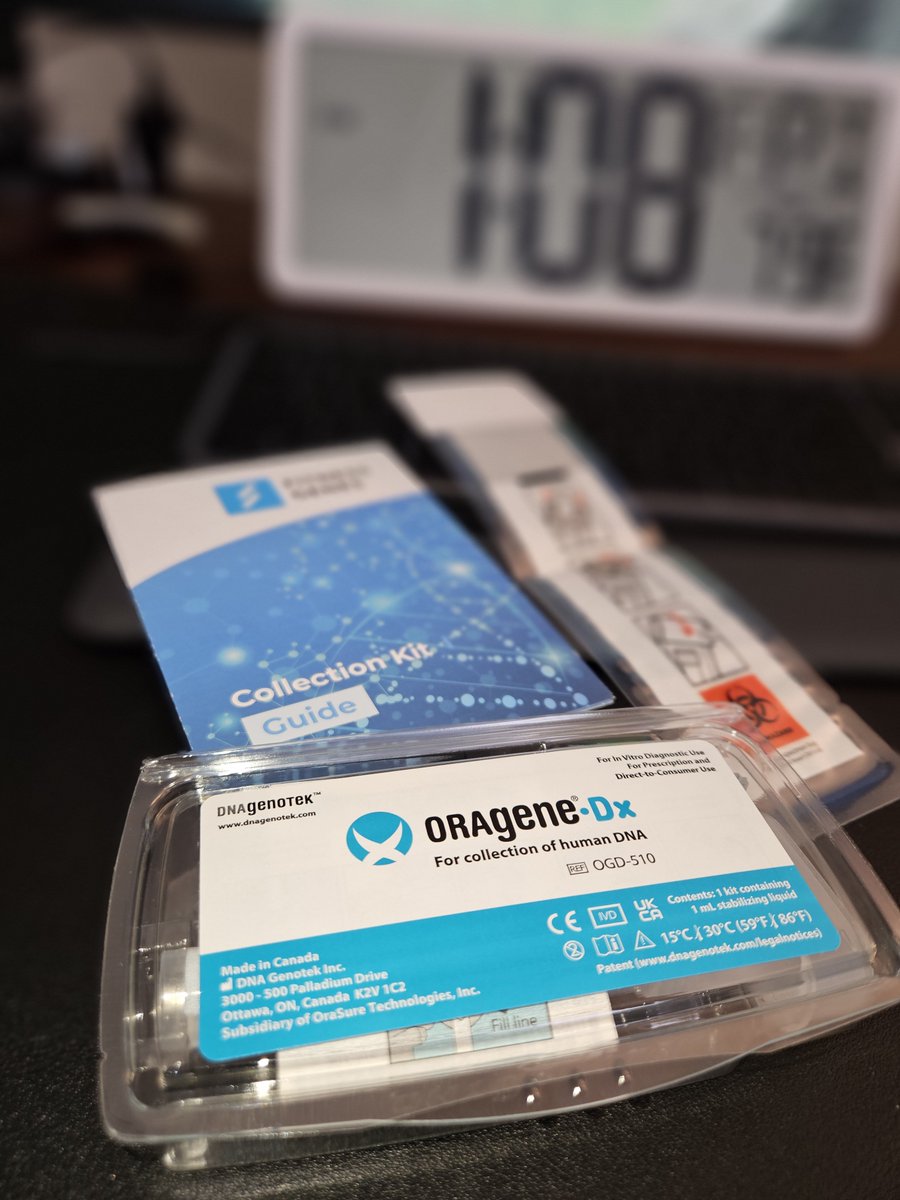 1:08
Collection Kit
Guide
DNAGENOTEK™
www.dnagenotek.com
For In Vitro Diagnostic Use
For Prescription and
Direct-to-Consumer Use
ORAgene®•Dx
For collection of human DNA
REF OGD-510
CE IVD UK CA
Contents: 1 kit containing
1 mL stabilizing liquid
2 i 15°C 30°C (59°F 86°F)
Patent (www.dnagenotek.com/legalnotices)
Made in Canada
DNA Genotek Inc.
3000 - 500 Palladium Drive
Ottawa, ON, Canada K2V 1C2
Subsidiary of OraSure Technologies, Inc.
Fill line